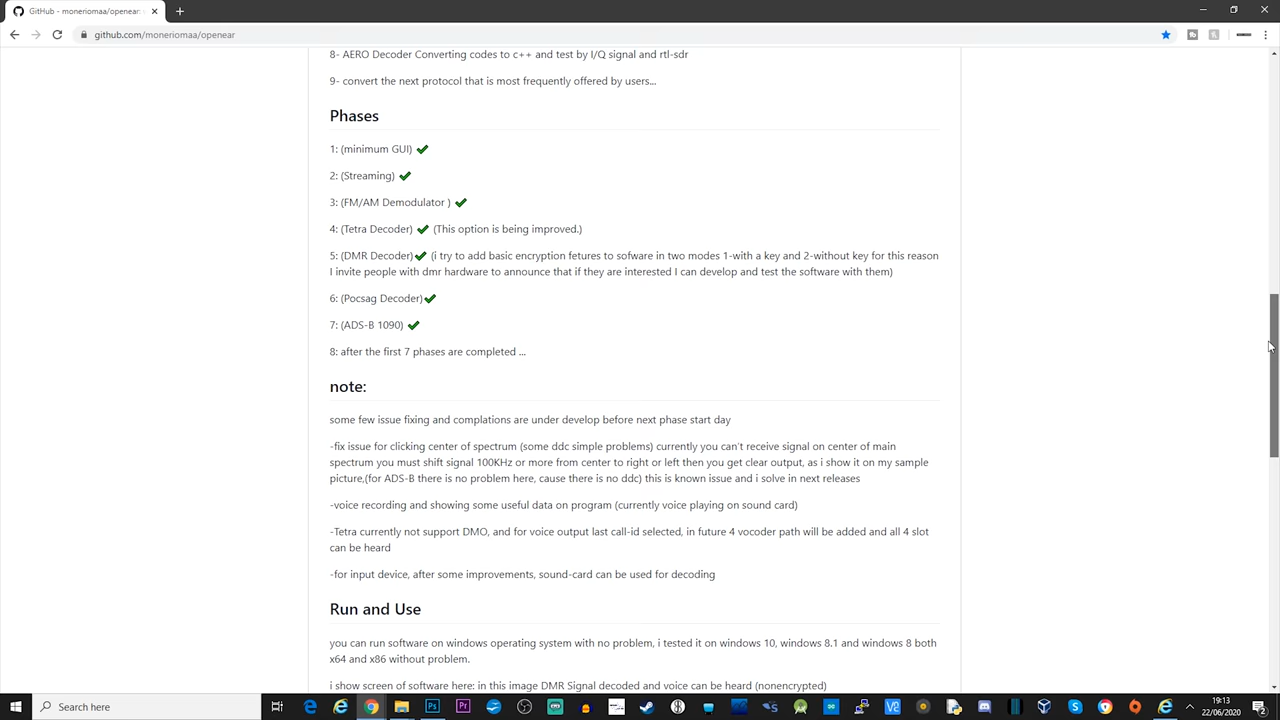 GitHub - moneriomaa/openear:
github.com/moneriomaa/openear
8- AERO Decoder Converting codes to c++ and test by I/Q signal and rtl-sdr
9- convert the next protocol that is most frequently offered by users...
Phases
1: (minimum GUI)
2: (Streaming)
3: (FM/AM Demodulator )
4: (Tetra Decoder) (This option is being improved.)
5: (DMR Decoder) (i try to add basic encryption fetures to sofware in two modes 1-with a key and 2-without key for this reason
I invite people with dmr hardware to announce that if they are interested I can develop and test the software with them)
6: (Pocsag Decoder)
7: (ADS-B 1090)
8: after the first 7 phases are completed ...
note:
some few issue fixing and complations are under develop before next phase start day
-fix issue for clicking center of spectrum (some ddc simple problems) currently you can't receive signal on center of main
spectrum you must shift signal 100KHz or more from center to right or left then you get clear output, as i show it on my sample
picture,(for ADS-B there is no problem here, cause there is no ddc) this is known issue and i solve in next releases
-voice recording and showing some useful data on program (currently voice playing on sound card)
-Tetra currently not support DMO, and for voice output last call-id selected, in future 4 vocoder path will be added and all 4 slot
can be heard
-for input device, after some improvements, sound-card can be used for decoding
Run and Use
you can run software on windows operating system with no problem, i tested it on windows 10, windows 8.1 and windows 8 both
x64 and x86 without problem.
i show screen of software here: in this image DMR Signal decoded and voice can be heard (nonencrypted)
Search here
19:13
22/06/2020